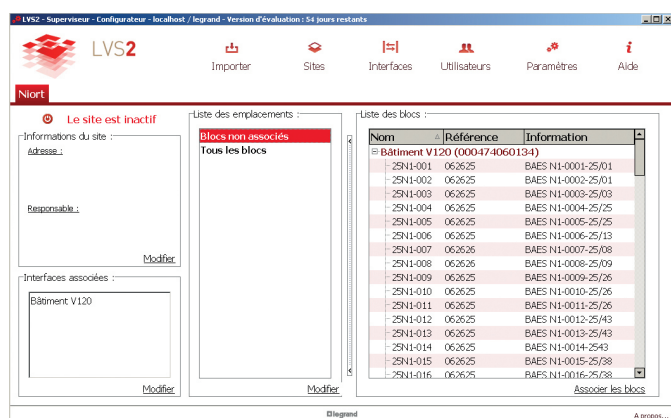 LVS2 - Superviseur - Configurateur - localhost / legrand - Version d'évaluation : 54 jours restants
LVS2
Importer
Sites
Interfaces
Utilisateurs
Paramètres
Aide
Niort
Le site est inactif
Informations du site :
Adresse :
Responsable :
Modifier
Interfaces associées :
Bâtiment V120
Modifier
Liste des emplacements :
Blocs non associés
Tous les blocs
Modifier
Liste des blocs :
Nom Référence Information
Bâtiment V120 (000474060134)
25N1-001 062625 BAES N1-0001-25/01
25N1-002 062625 BAES N1-0002-25/01
25N1-003 062625 BAES N1-0003-25/03
25N1-004 062625 BAES N1-0004-25/25
25N1-005 062625 BAES N1-0005-25/25
25N1-006 062625 BAES N1-0006-25/13
25N1-007 062626 BAES N1-0007-25/08
25N1-008 062626 BAES N1-0008-25/09
25N1-009 062625 BAES N1-0009-25/26
25N1-010 062625 BAES N1-0010-25/26
25N1-011 062625 BAES N1-0011-25/26
25N1-012 062625 BAES N1-0012-25/43
25N1-013 062625 BAES N1-0013-25/43
25N1-014 062625 BAES N1-0014-2543
25N1-015 062625 BAES N1-0015-25/38
25N1-016 062625 BAES N1-0016-25/38
Associer les blocs
legrand
A propos...